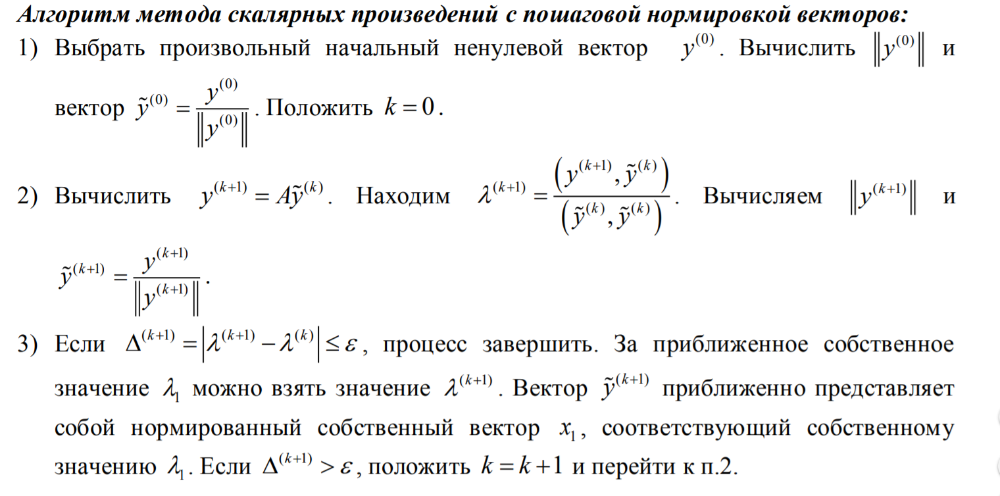 Алгоритм метода скалярных произведений с пошаговой нормировкой векторов:
1) Выбрать произвольный начальный ненулевой вектор $y^{(0)}$. Вычислить $\left\|y^{(0)}\right\|$ и
вектор $\tilde{y}^{(0)} = \frac{y^{(0)}}{\left\|y^{(0)}\right\|}$. Положить $k = 0$.
2) Вычислить $y^{(k+1)} = A\tilde{y}^{(k)}$. Находим $\lambda^{(k+1)} = \frac{\left(y^{(k+1)}, \tilde{y}^{(k)}\right)}{\left(\tilde{y}^{(k)}, \tilde{y}^{(k)}\right)}$. Вычисляем $\left\|y^{(k+1)}\right\|$ и
$\tilde{y}^{(k+1)} = \frac{y^{(k+1)}}{\left\|y^{(k+1)}\right\|}$.
3) Если $\Delta^{(k+1)} = \left|\lambda^{(k+1)} - \lambda^{(k)}\right| \leq \varepsilon$, процесс завершить. За приближенное собственное
значение $\lambda_1$ можно взять значение $\lambda^{(k+1)}$. Вектор $\tilde{y}^{(k+1)}$ приближенно представляет
собой нормированный собственный вектор $x_1$, соответствующий собственному
значению $\lambda_1$. Если $\Delta^{(k+1)} > \varepsilon$, положить $k = k + 1$ и перейти к п.2.